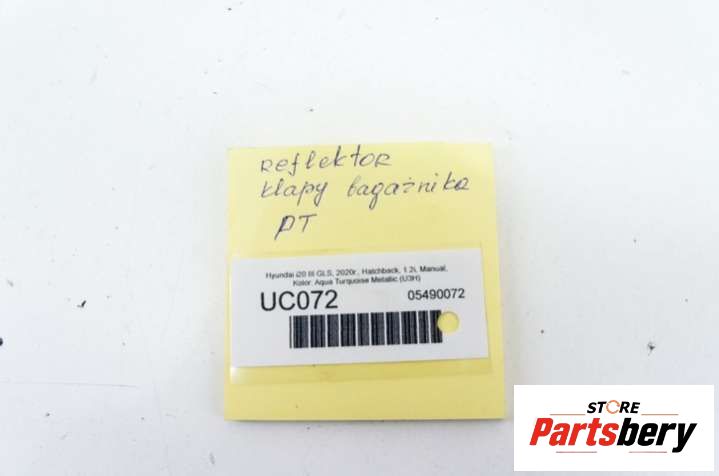 Reflektor
klapy bagażnika
PT
Hyundai i20 III GLS, 2020r., Hatchback, 1.2i, Manual,
Kolor: Aqua Turquoise Metallic (U3H)
UC072 05490072
STORE
Partsbery